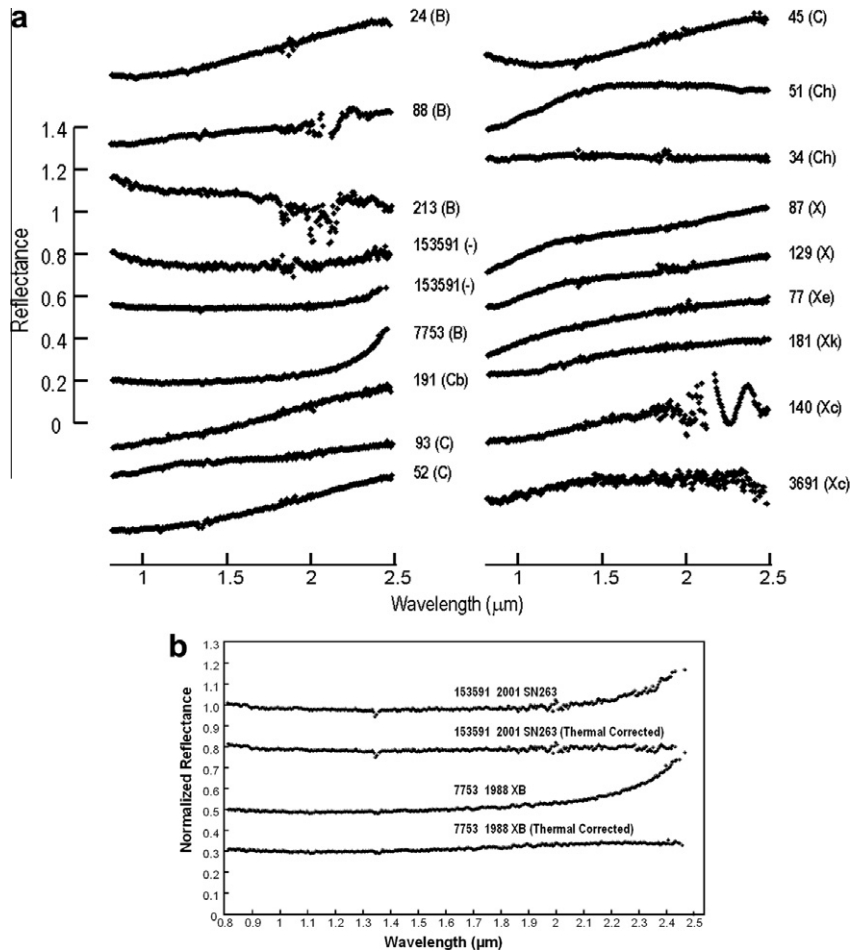 a
24 (B)
88 (B)
213 (B)
153591 (-)
153591(-)
7753 (B)
191 (Cb)
93 (C)
52 (C)
1.4
1.2
1
0.8
0.6
0.4
0.2
0
Reflectance
45 (C)
51 (Ch)
34 (Ch)
87 (X)
129 (X)
77 (Xe)
181 (Xk)
140 (Xc)
3691 (Xc)
1 1.5 2 2.5
1 1.5 2 2.5
Wavelength (µm)
b
1.3
1.2
1.1
1.0
0.9
0.8
0.7
0.6
0.5
0.4
0.3
0.2
0.1
0
Normalized Reflectance
153591 2001 SN263
153591 2001 SN263 (Thermal Corrected)
7753 1988 XB
7753 1988 XB (Thermal Corrected)
0.8 0.9 1 1.1 1.2 1.3 1.4 1.5 1.6 1.7 1.8 1.9 2 2.1 2.2 2.3 2.4 2.5
Wavelength (µm)